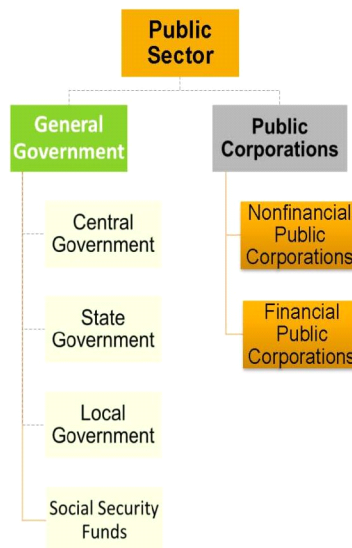 Public
Sector
General
Government
Public
Corporations
Central
Government
State
Government
Local
Government
Social Security
Funds
Nonfinancial
Public
Corporations
Financial
Public
Corporations